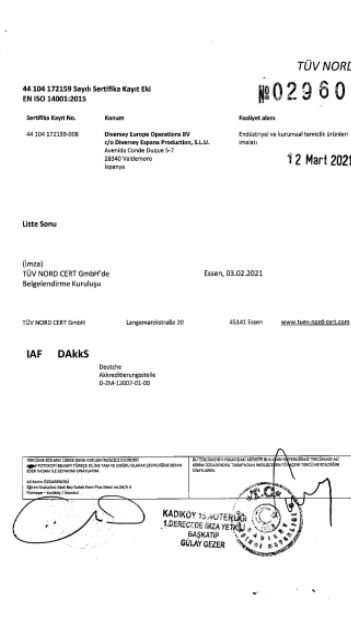 TÜV NORD
44 104 172159 Sayılı Sertifika Kayıt Eki
EN ISO 14001:2015
№ 02960
Sertifika Kayıt No. Konum Faaliyet alanı
44 104 172159-008 Diversey Europe Operations BV Endüstriyel ve kurumsal temizlik ürünleri
c/o Diversey Espana Production, S.L.U. imalatı
Avenida Conde Duque 5-7
28340 Valdemoro
İspanya
12 Mart 2021
Liste Sonu
(İmza)
TÜV NORD CERT GmbH'de Essen, 03.02.2021
Belgelendirme Kuruluşu
TÜV NORD CERT GmbH Langemarckstraße 20 45141 Essen www.tuev-nord-cert.com
IAF DAkkS
Deutche
Akkreditierungsstelle
D-ZM-12007-01-00
T.C.
KADIKÖY 15.NOTERLİĞİ
1.DERECEDE İMZA YETKİLİ
BAŞKATİP
GÜLAY GEZER